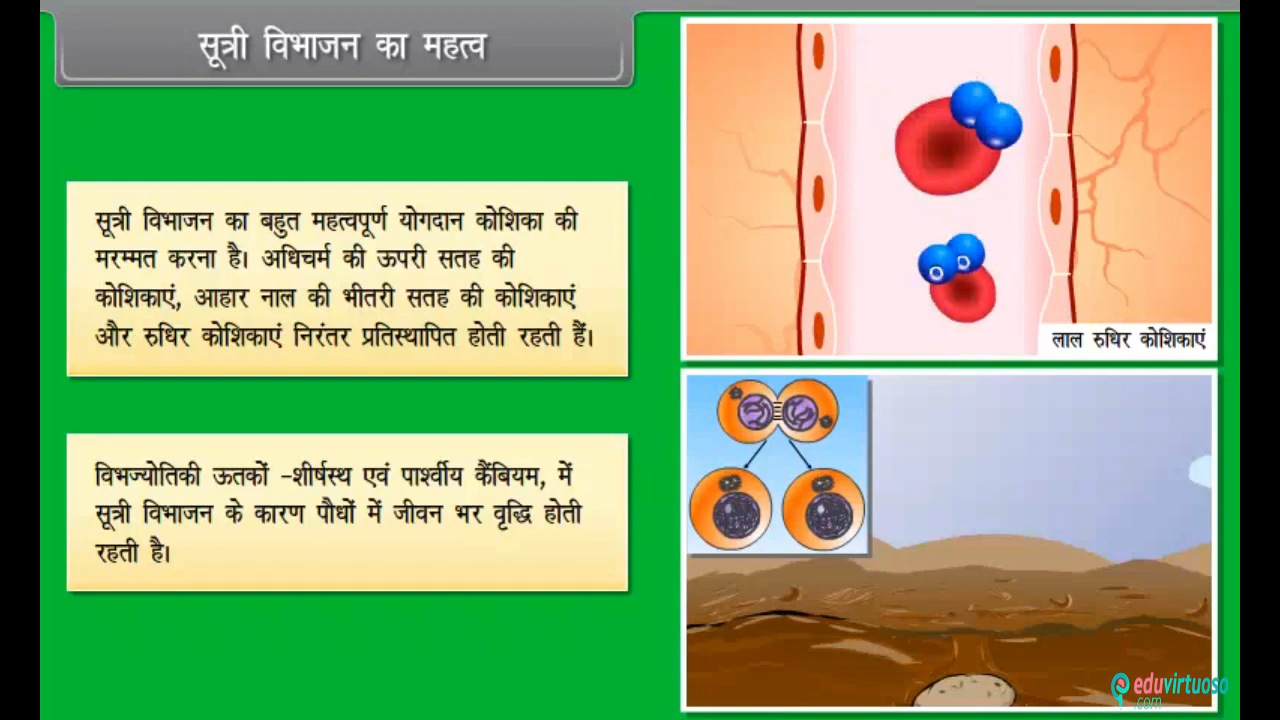 सूत्री विभाजन का महत्व
सूत्री विभाजन का बहुत महत्वपूर्ण योगदान कोशिका की
मरम्मत करना है। अधिचर्म की ऊपरी सतह की
कोशिकाएं, आहार नाल की भीतरी सतह की कोशिकाएं
और रुधिर कोशिकाएं निरंतर प्रतिस्थापित होती रहती हैं।
विभज्योतिकी ऊतकों -शीर्षस्थ एवं पार्श्वीय कैंबियम, में
सूत्री विभाजन के कारण पौधों में जीवन भर वृद्धि होती
रहती है।
लाल रुधिर कोशिकाएं
eduvirtuoso
.com